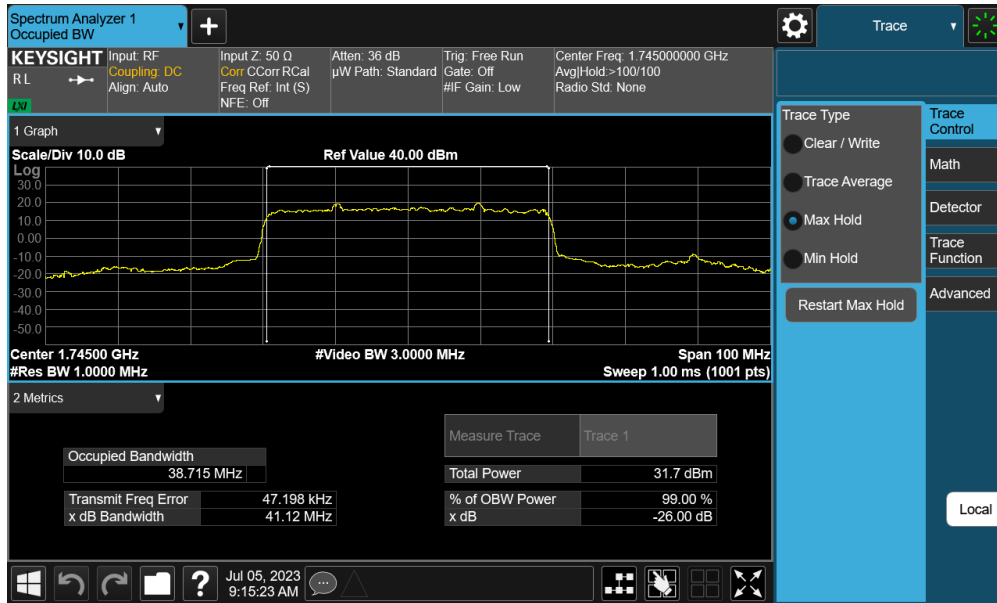 Spectrum Analyzer 1
Occupied BW
Trace
KEYSIGHT
R L
LXI
Input: RF
Coupling: DC
Align: Auto
Input Z: 50 Ω
Corr CCorr RCal
Freq Ref: Int (S)
NFE: Off
Atten: 36 dB
µW Path: Standard
Trig: Free Run
Gate: Off
#IF Gain: Low
Center Freq: 1.745000000 GHz
Avg|Hold:>100/100
Radio Std: None
1 Graph
Scale/Div 10.0 dB
Ref Value 40.00 dBm
Log
30.0
20.0
10.0
0.00
-10.0
-20.0
-30.0
-40.0
-50.0
Center 1.74500 GHz
#Video BW 3.0000 MHz
Span 100 MHz
#Res BW 1.0000 MHz
Sweep 1.00 ms (1001 pts)
2 Metrics
Measure Trace Trace 1
Occupied Bandwidth
38.715 MHz
Total Power 31.7 dBm
Transmit Freq Error 47.198 kHz
% of OBW Power 99.00 %
x dB Bandwidth 41.12 MHz
x dB -26.00 dB
Trace Type
Clear / Write
Trace Average
Max Hold
Min Hold
Restart Max Hold
Trace
Control
Math
Detector
Trace
Function
Advanced
Local
?
Jul 05, 2023
9:15:23 AM